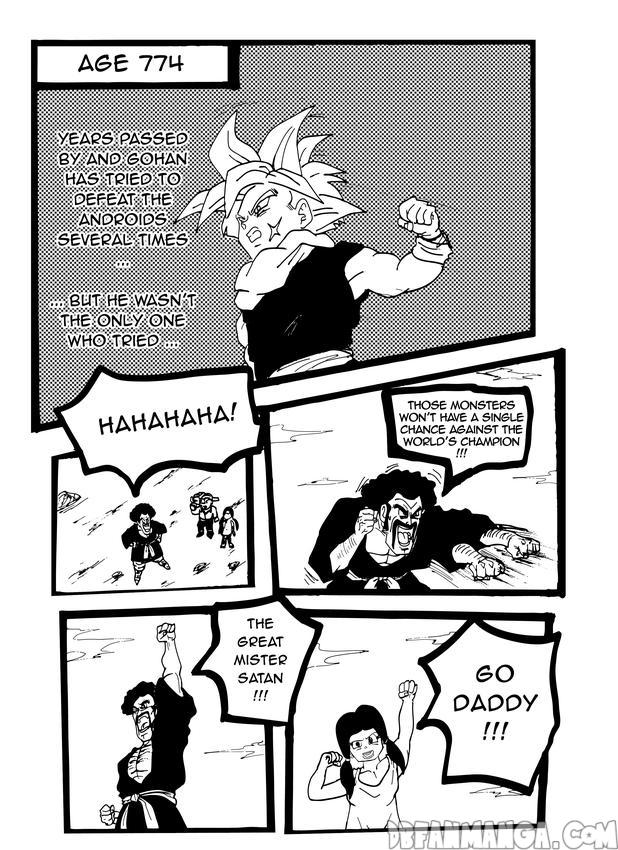 AGE 774
YEARS PASSED
BY AND GOHAN
HAS TRIED TO
DEFEAT THE
ANDROIDS
SEVERAL TIMES
...
... BUT HE WASN'T
THE ONLY ONE
WHO TRIED ....
HAHAHAHA!
THOSE MONSTERS
WON'T HAVE A SINGLE
CHANCE AGAINST THE
WORLD'S CHAMPION
!!!
THE
GREAT
MISTER
SATAN
!!!
GO
DADDY
!!!
DBFANMANGA.COM